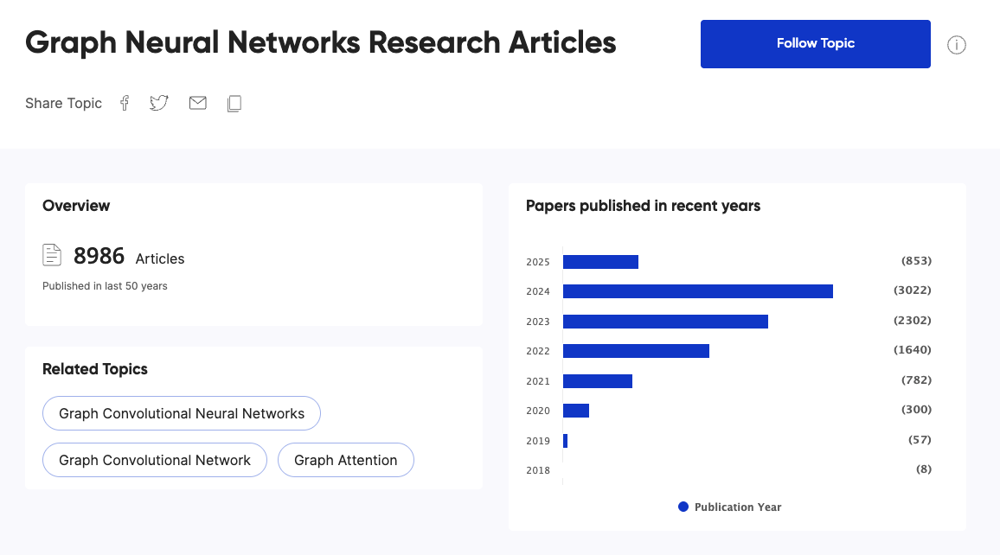 Graph Neural Networks Research Articles
Follow Topic
Share Topic
Overview
8986 Articles
Published in last 50 years
Related Topics
Graph Convolutional Neural Networks
Graph Convolutional Network
Graph Attention
Papers published in recent years
2025 (853)
2024 (3022)
2023 (2302)
2022 (1640)
2021 (782)
2020 (300)
2019 (57)
2018 (8)
Publication Year